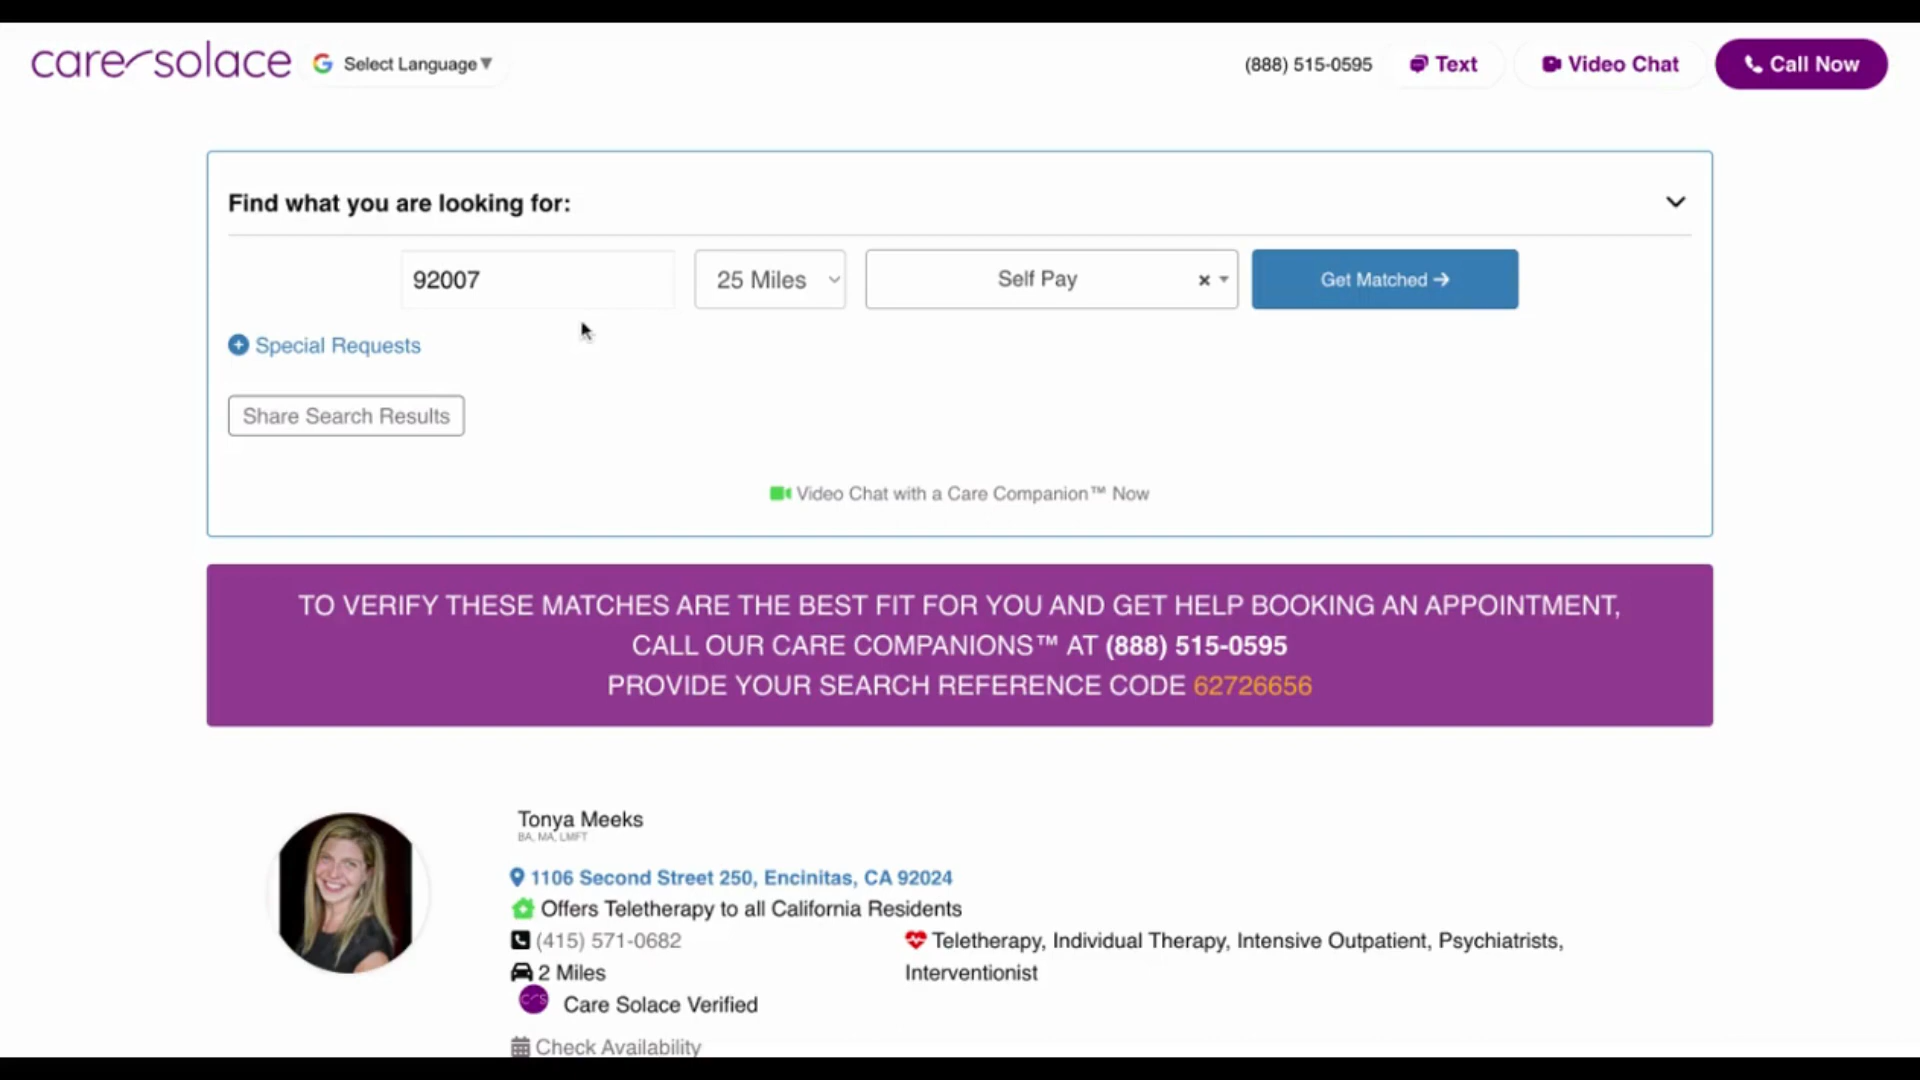 care solace
Select Language ▼
(888) 515-0595
Text
Video Chat
Call Now
Find what you are looking for:
92007
25 Miles
Self Pay
×
Get Matched →
Special Requests
Share Search Results
Video Chat with a Care Companion™ Now
TO VERIFY THESE MATCHES ARE THE BEST FIT FOR YOU AND GET HELP BOOKING AN APPOINTMENT,
CALL OUR CARE COMPANIONS™ AT (888) 515-0595
PROVIDE YOUR SEARCH REFERENCE CODE 62726656
Tonya Meeks
BA, MA, LMFT
1106 Second Street 250, Encinitas, CA 92024
Offers Teletherapy to all California Residents
(415) 571-0682
Teletherapy, Individual Therapy, Intensive Outpatient, Psychiatrists,
Interventionist
2 Miles
Care Solace Verified
Check Availability